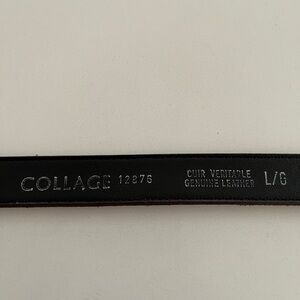 COLLAGE 12876 CUIR VERITABLE L/G
GENUINE LEATHER